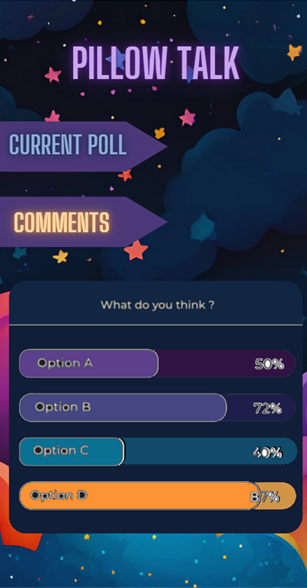 PILLOW TALK
CURRENT POLL
COMMENTS
What do you think ?
Option A 50%
Option B 72%
Option C 40%
Option D 87%